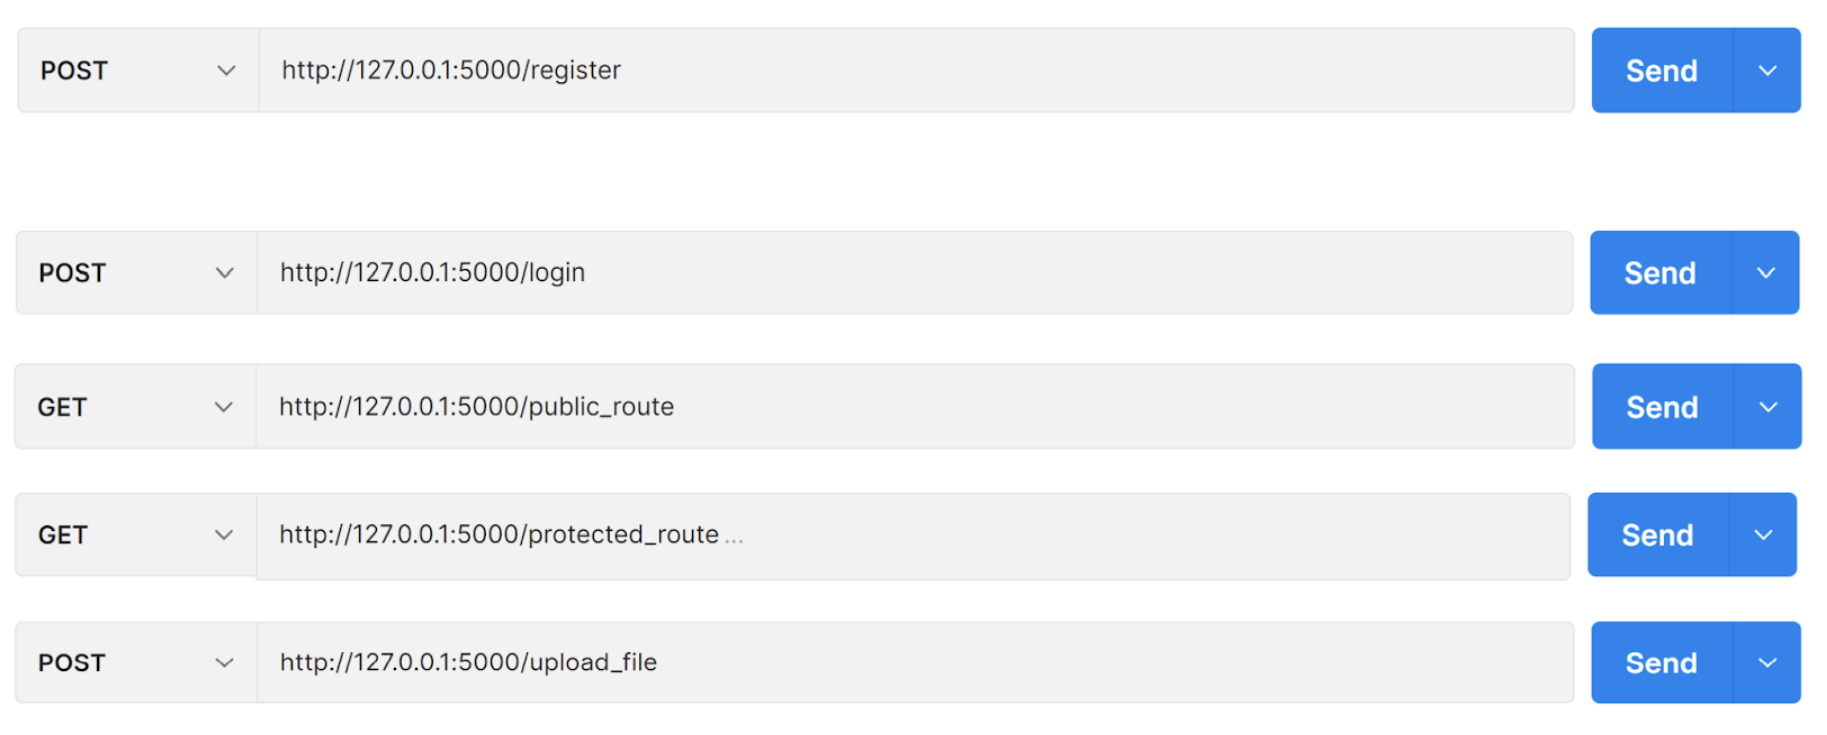 POST http://127.0.0.1:5000/register Send
POST http://127.0.0.1:5000/login Send
GET http://127.0.0.1:5000/public_route Send
GET http://127.0.0.1:5000/protected_route ... Send
POST http://127.0.0.1:5000/upload_file Send